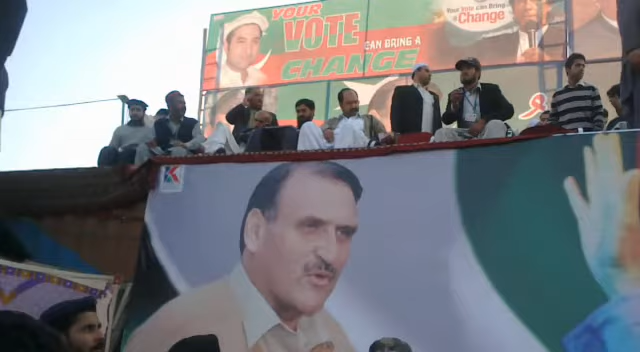 YOUR
VOTE
CAN BRING A
CHANGE
Your Vote can Bring
a Change
K